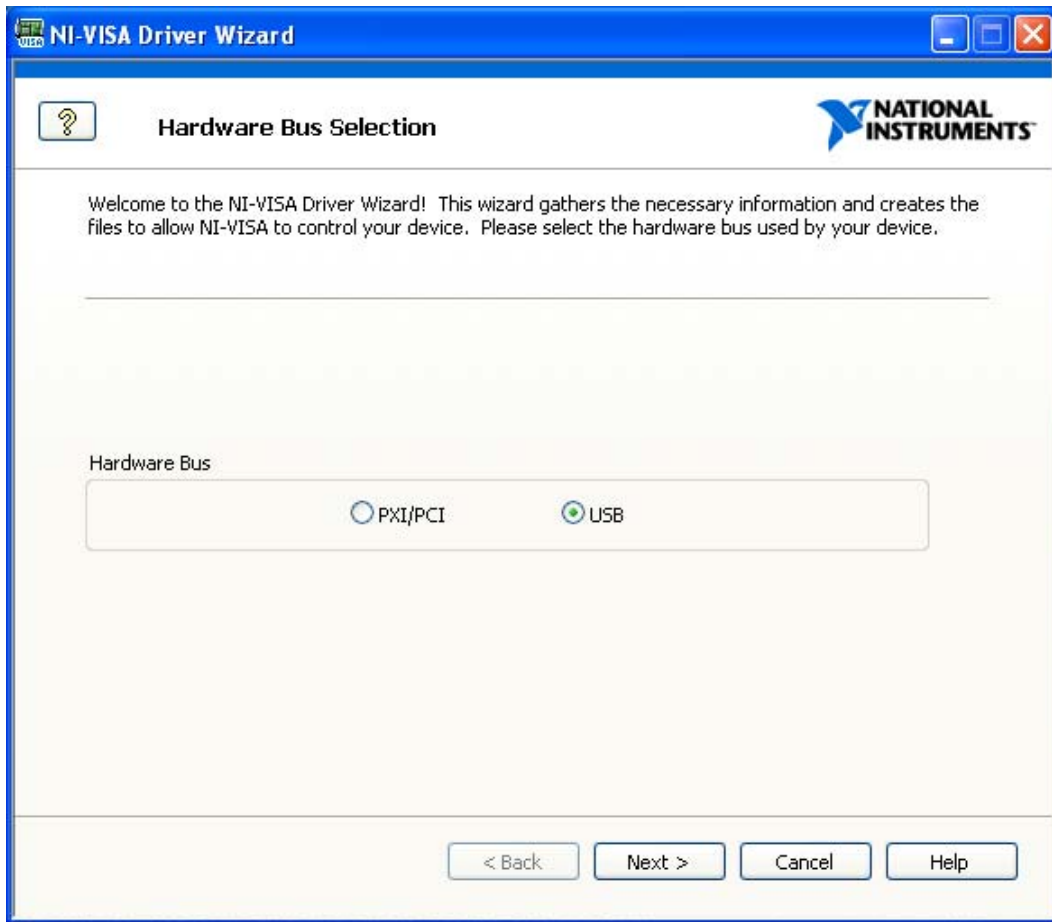 NI-VISA Driver Wizard
Hardware Bus Selection
NATIONAL
INSTRUMENTS
Welcome to the NI-VISA Driver Wizard! This wizard gathers the necessary information and creates the
files to allow NI-VISA to control your device. Please select the hardware bus used by your device.
Hardware Bus
PXI/PCI USB
< Back Next > Cancel Help